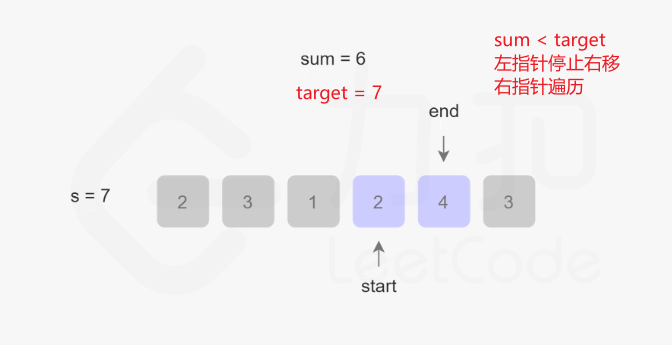 sum = 6
sum < target
左指针停止右移
右指针遍历
target = 7
end
s = 7
2 3 1 2 4 3
start
力扣
LeetCode